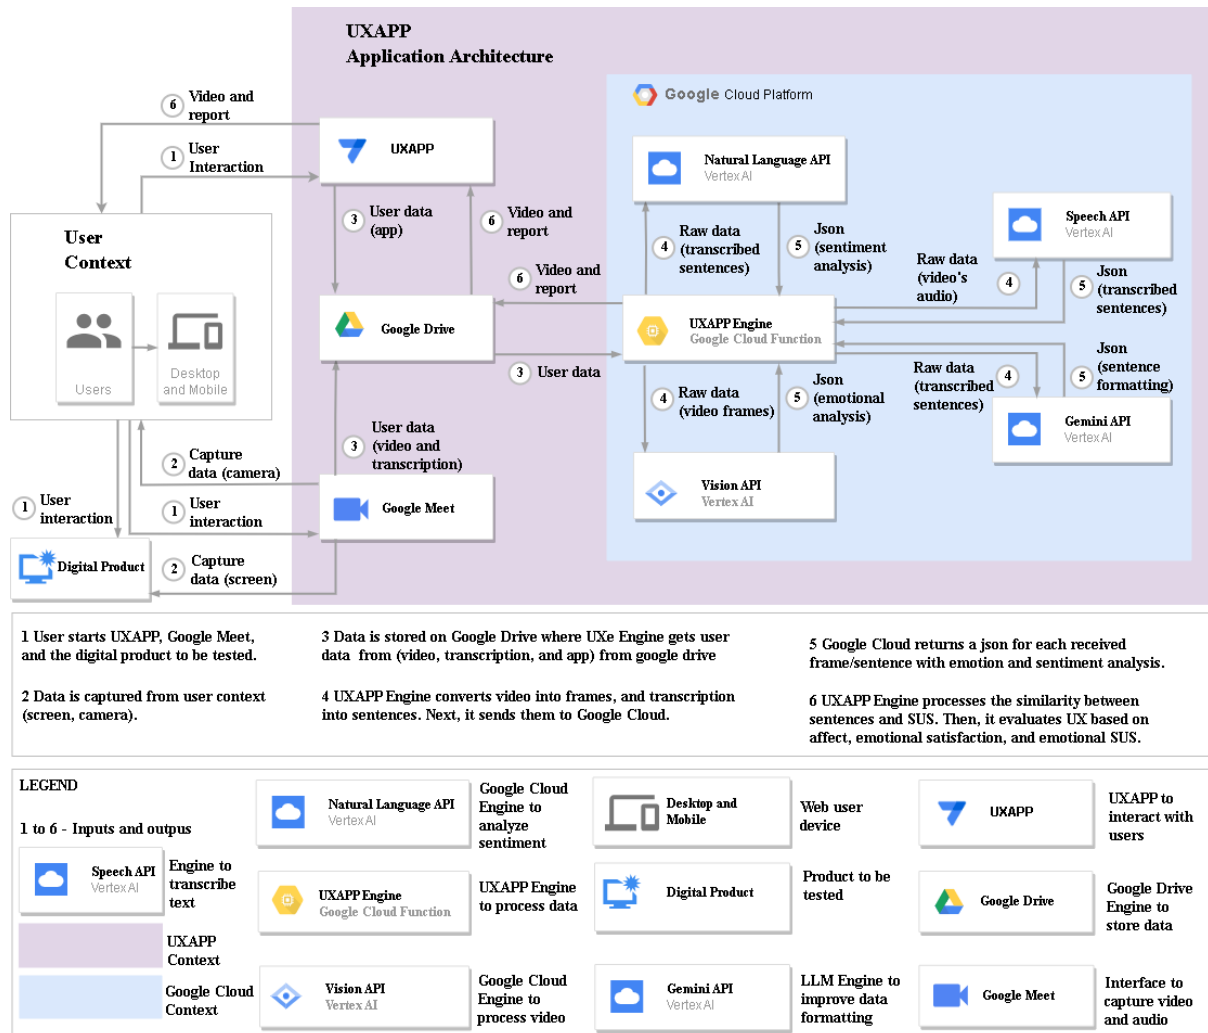 UXAPP
Application Architecture
Google Cloud Platform
6 Video and
report
1 User
Interaction
UXAPP
Natural Language API
Vertex AI
3 User data
(app)
6 Video and
report
4 Raw data
(transcribed
sentences)
5 Json
(sentiment
analysis)
Speech API
Vertex AI
User
Context
Users
Desktop
and Mobile
6 Video and
report
Raw data
(video's
audio)
4
5 Json
(transcribed
sentences)
Google Drive
UXAPP Engine
Google Cloud Function
3 User data
4 Raw data
(video frames)
5 Json
(emotional
analysis)
Raw data
(transcribed
sentences)
4
5 Json
(sentence
formatting)
Gemini API
Vertex AI
3 User data
(video and
transcription)
2 Capture
data (camera)
Google Meet
Vision API
Vertex AI
1 User
interaction
1 User
interaction
Digital Product
2 Capture
data (screen)
1 User starts UXAPP, Google Meet,
and the digital product to be tested.
2 Data is captured from user context
(screen, camera).
3 Data is stored on Google Drive where UXe Engine gets user
data from (video, transcription, and app) from google drive
4 UXAPP Engine converts video into frames, and transcription
into sentences. Next, it sends them to Google Cloud.
5 Google Cloud returns a json for each received
frame/sentence with emotion and sentiment analysis.
6 UXAPP Engine processes the similarity between
sentences and SUS. Then, it evaluates UX based on
affect, emotional satisfaction, and emotional SUS.
LEGEND
1 to 6 - Inputs and outpus
Speech API
Vertex AI
Engine to
transcribe
text
UXAPP
Context
Google Cloud
Context
Natural Language API
Vertex AI
Google Cloud
Engine to
analyze
sentiment
UXAPP Engine
Google Cloud Function
UXAPP Engine
to process data
Vision API
Vertex AI
Google Cloud
Engine to
process video
Desktop and
Mobile
Web user
device
Digital Product
Product to be
tested
Gemini API
Vertex AI
LLM Engine to
improve data
formatting
UXAPP
UXAPP to
interact with
users
Google Drive
Google Drive
Engine to
store data
Google Meet
Interface to
capture video
and audio